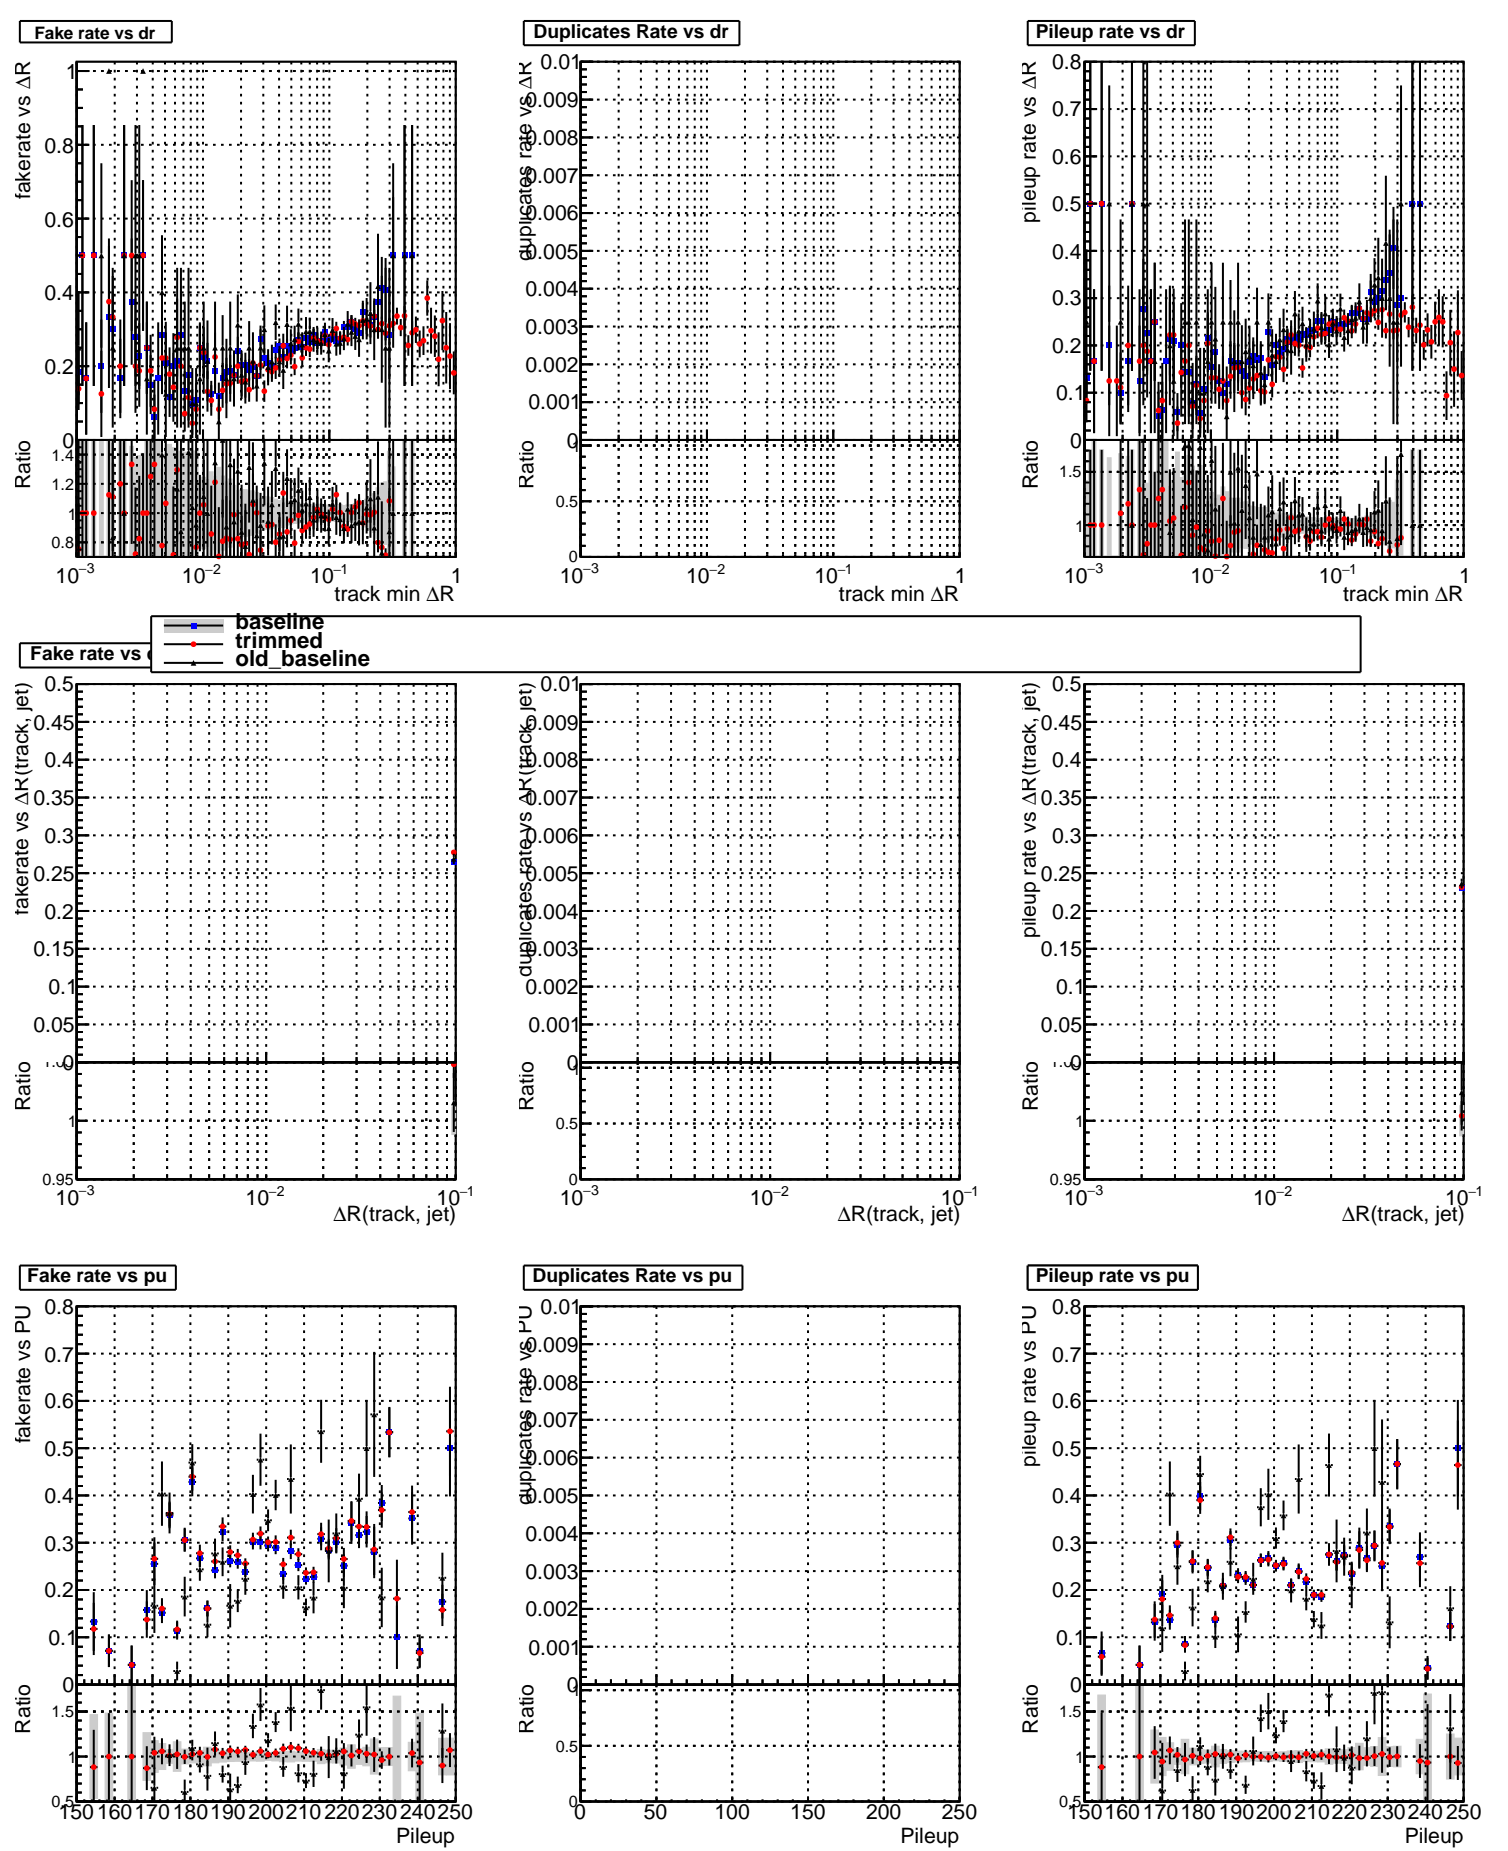 Fake rate vs dr
Duplicates Rate vs dr
Pileup rate vs dr
fakerate vs ΔR
1
0.8
0.6
0.4
0.2
0
duplicates rate vs ΔR
0.01
0.009
0.008
0.007
0.006
0.005
0.004
0.003
0.002
0.001
0
pileup rate vs ΔR
0.8
0.7
0.6
0.5
0.4
0.3
0.2
0.1
0
Ratio
1.4
1.2
1
0.8
10⁻³ 10⁻² 10⁻¹ 1
track min ΔR
Ratio
1
0.5
0
10⁻³ 10⁻² 10⁻¹ 1
track min ΔR
Ratio
1.5
1
10⁻³ 10⁻² 10⁻¹ 1
track min ΔR
baseline
trimmed
old_baseline
Fake rate vs
fakerate vs ΔR(track, jet)
0.5
0.45
0.4
0.35
0.3
0.25
0.2
0.15
0.1
0.05
0
duplicates rate vs ΔR(track, jet)
0.01
0.009
0.008
0.007
0.006
0.005
0.004
0.003
0.002
0.001
0
pileup rate vs ΔR(track, jet)
0.5
0.45
0.4
0.35
0.3
0.25
0.2
0.15
0.1
0.05
0
Ratio
1
0.95
10⁻³ 10⁻² 10⁻¹
ΔR(track, jet)
Ratio
1
0.5
0
10⁻³ 10⁻² 10⁻¹
ΔR(track, jet)
Ratio
1
0.95
10⁻³ 10⁻² 10⁻¹
ΔR(track, jet)
Fake rate vs pu
Duplicates Rate vs pu
Pileup rate vs pu
fakerate vs PU
0.8
0.7
0.6
0.5
0.4
0.3
0.2
0.1
0
duplicates rate vs PU
0.01
0.009
0.008
0.007
0.006
0.005
0.004
0.003
0.002
0.001
0
pileup rate vs PU
0.8
0.7
0.6
0.5
0.4
0.3
0.2
0.1
0
Ratio
1.5
1
0.5
150 160 170 180 190 200 210 220 230 240 250
Pileup
Ratio
1
0.5
0
0 50 100 150 200 250
Pileup
Ratio
1.5
1
0.5
150 160 170 180 190 200 210 220 230 240 250
Pileup